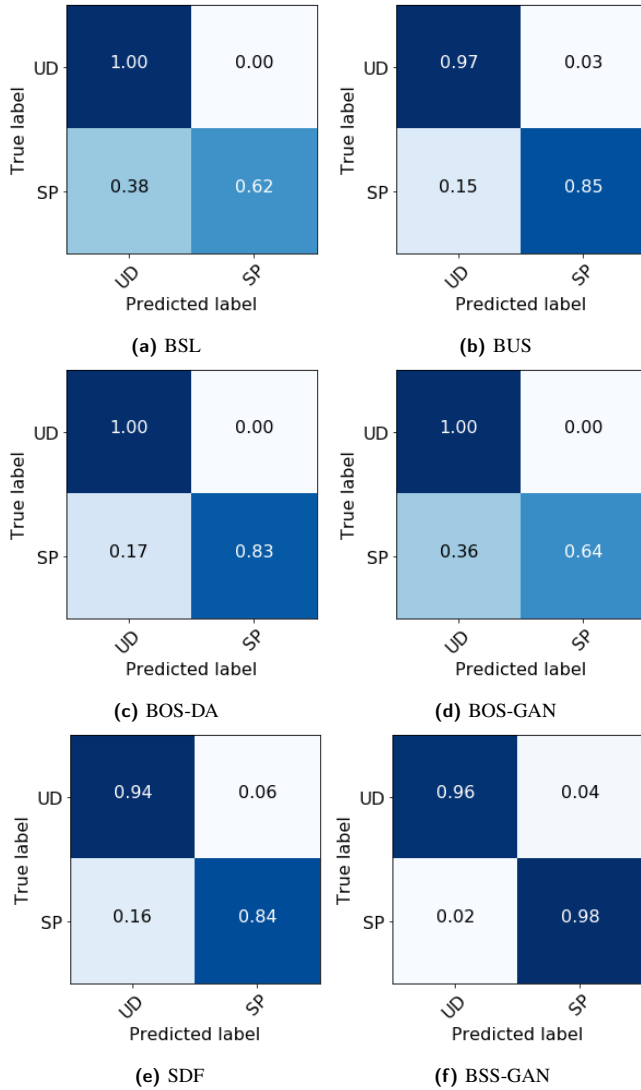 UD 1.00 0.00
True label
SP 0.38 0.62
UD SP
Predicted label
(a) BSL
UD 0.97 0.03
True label
SP 0.15 0.85
UD SP
Predicted label
(b) BUS
UD 1.00 0.00
True label
SP 0.17 0.83
UD SP
Predicted label
(c) BOS-DA
UD 1.00 0.00
True label
SP 0.36 0.64
UD SP
Predicted label
(d) BOS-GAN
UD 0.94 0.06
True label
SP 0.16 0.84
UD SP
Predicted label
(e) SDF
UD 0.96 0.04
True label
SP 0.02 0.98
UD SP
Predicted label
(f) BSS-GAN